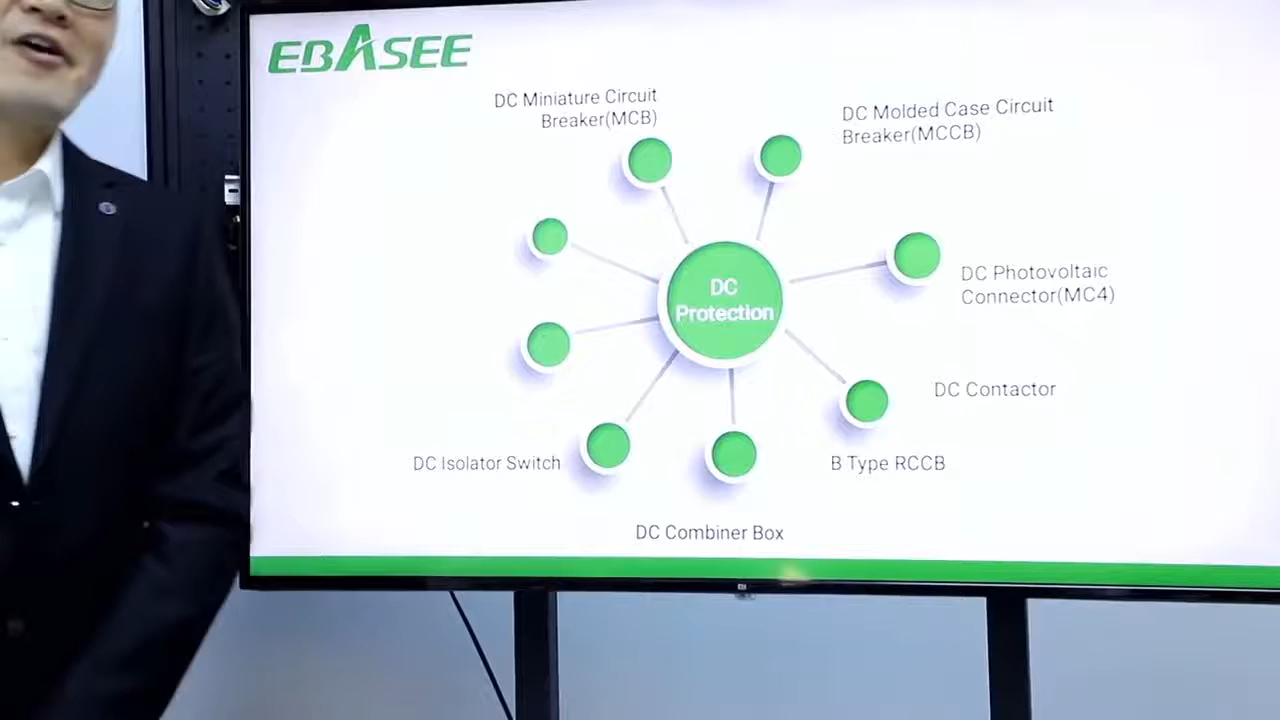 EBASEE
DC Miniature Circuit
Breaker(MCB)
DC Molded Case Circuit
Breaker(MCCB)
DC Photovoltaic
Connector(MC4)
DC
Protection
DC Contactor
DC Isolator Switch
B Type RCCB
DC Combiner Box